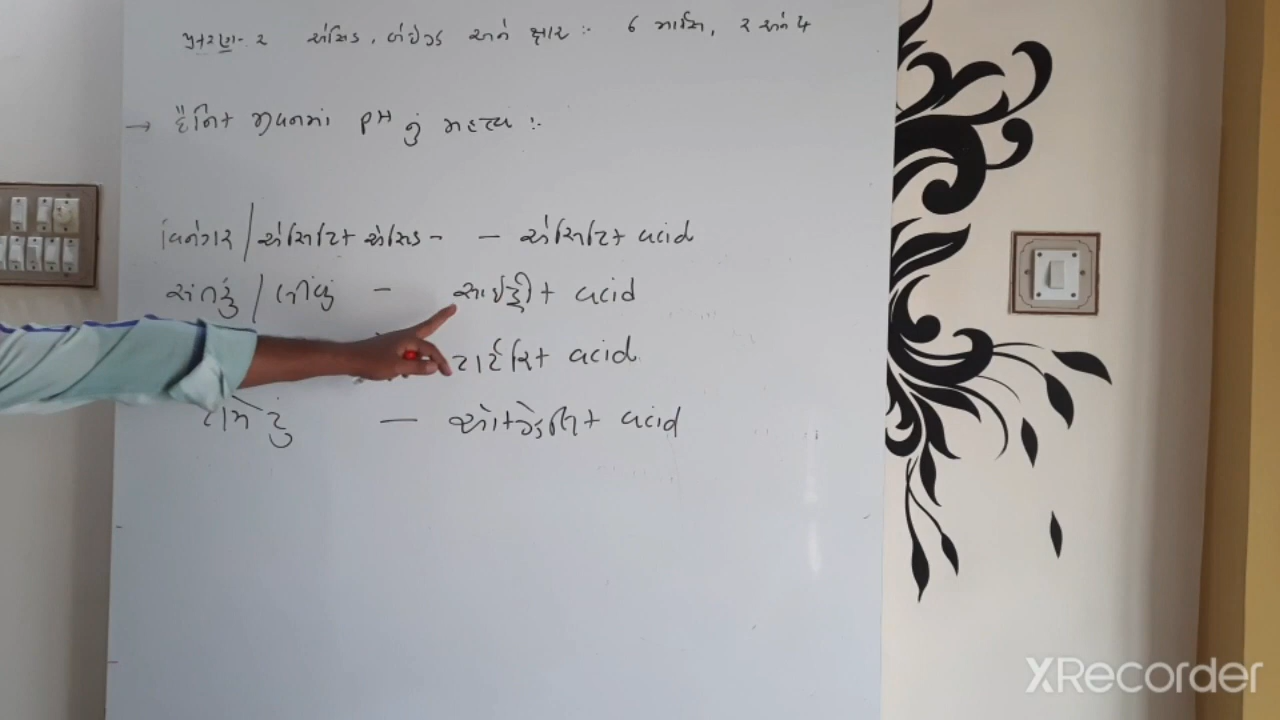 પ્રકરણ- ૨ એસિડ, બેઇઝ અને ક્ષાર :- 6 માર્ક્સ, ૨ અને ૪
→ દૈનિક જીવનમાં PH નું મહત્વ :-
વિનેગાર / એસિટિક એસિડ - - એસિટિક acid
સંતરું / લીંબુ - સાઇટ્રીક acid
ટાર્ટરિક acid
ટામેટું - ઓક્ઝેલિક acid
XRecorder